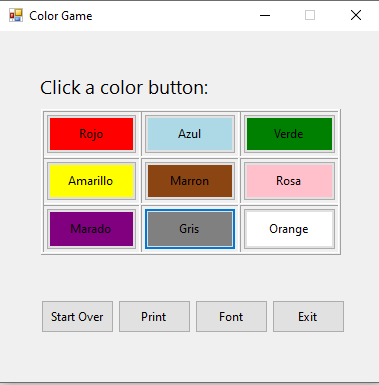 Color Game
Click a color button:
Rojo Azul Verde
Amarillo Marron Rosa
Marado Gris Orange
Start Over Print Font Exit